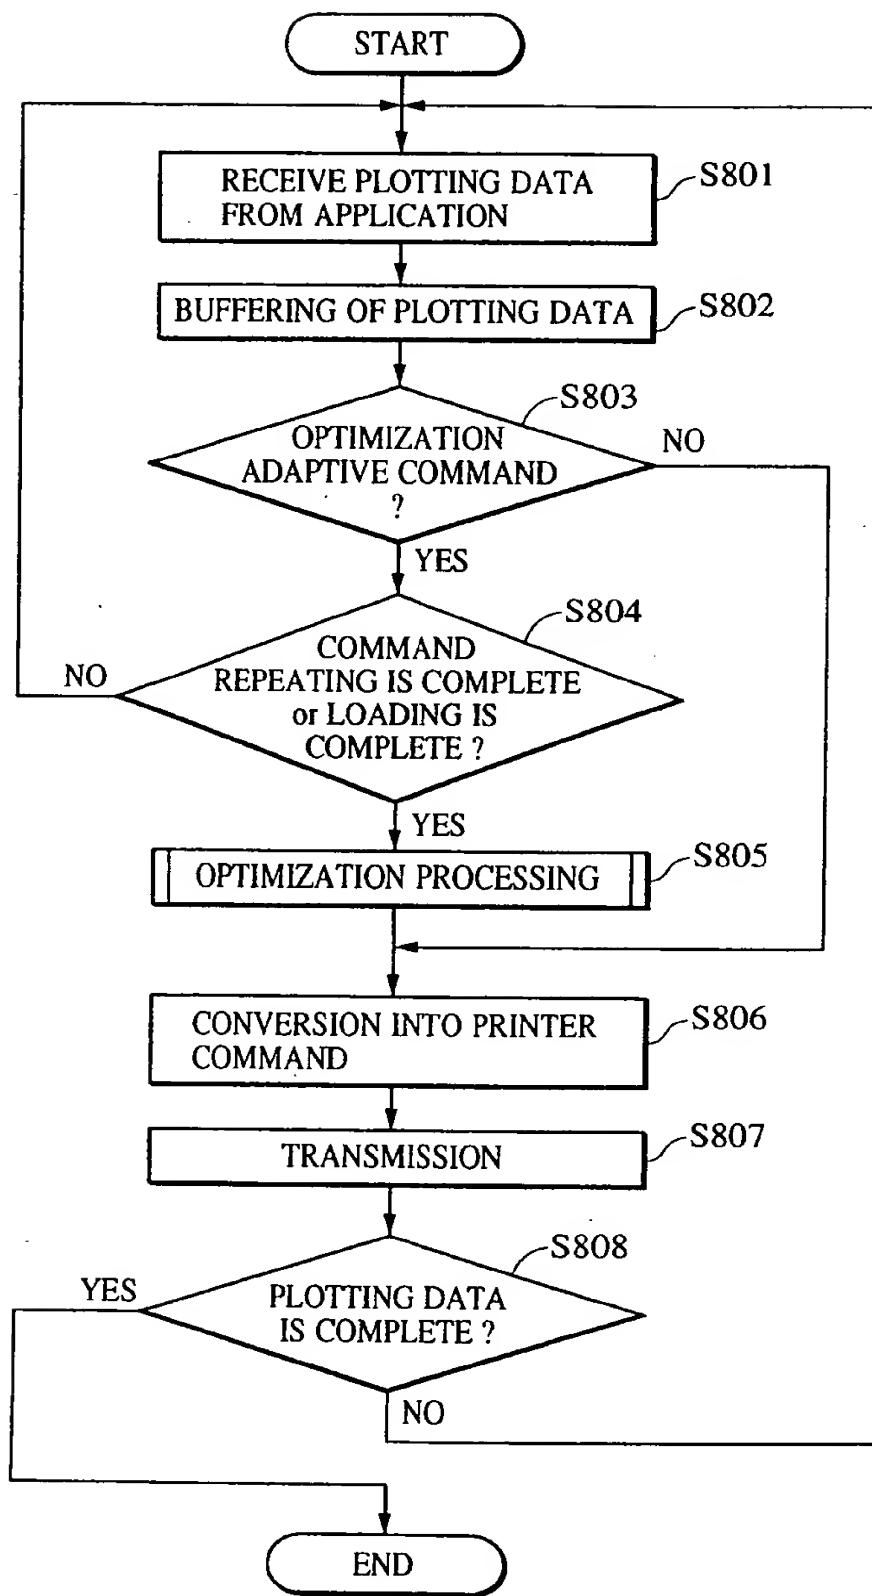 START
RECEIVE PLOTTING DATA
FROM APPLICATION
S801
BUFFERING OF PLOTTING DATA
S802
S803
OPTIMIZATION
ADAPTIVE COMMAND
?
NO
YES
S804
COMMAND
REPEATING IS COMPLETE
or LOADING IS
COMPLETE ?
NO
YES
OPTIMIZATION PROCESSING
S805
CONVERSION INTO PRINTER
COMMAND
S806
TRANSMISSION
S807
S808
YES
PLOTTING DATA
IS COMPLETE ?
NO
END